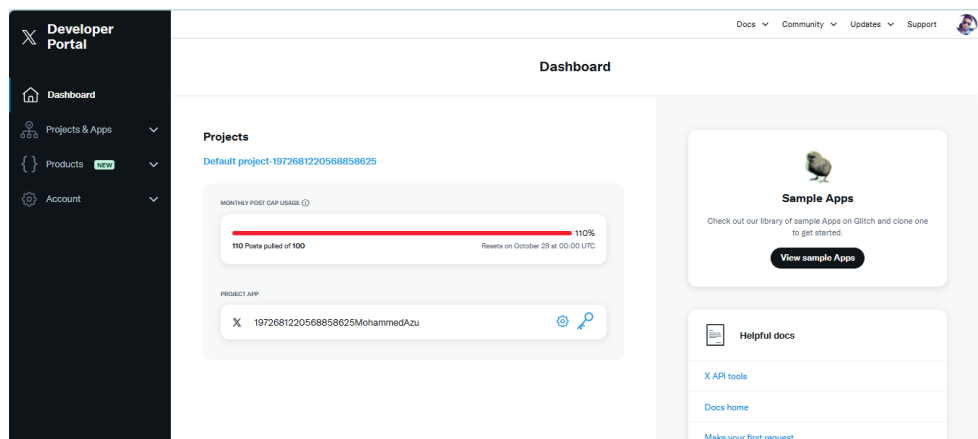 Developer
Portal
Docs
Community
Updates
Support
Dashboard
Dashboard
Projects & Apps
Products NEW
Account
Projects
Default project-1972681220568858625
MONTHLY POST CAP USAGE
110%
110 Posts pulled of 100
Resets on October 29 at 00:00 UTC
PROJECT APP
1972681220568858625MohammedAzu
Sample Apps
Check out our library of sample Apps on Glitch and clone one
to get started.
View sample Apps
Helpful docs
X API tools
Docs home
Make your first request